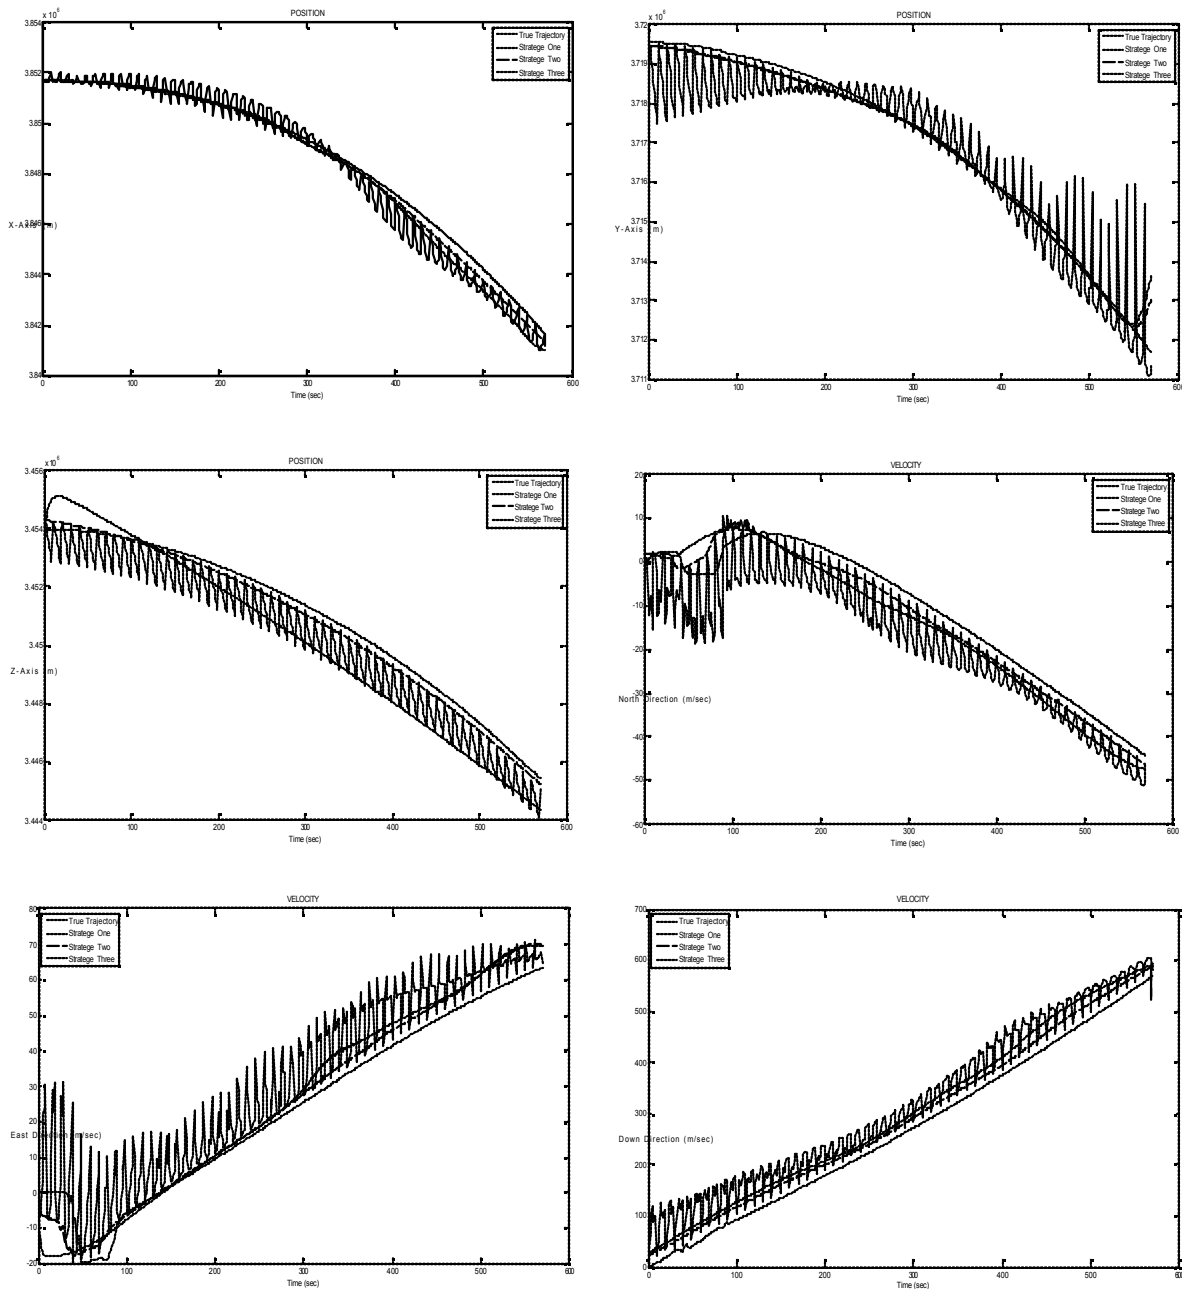 x 10^6
POSITION
3.854
3.852
3.85
3.848
3.846
3.844
3.842
3.84
X-Axis (m)
True Trajectory
Stratege One
Stratege Two
Stratege Three
0 100 200 300 400 500 600
Time (sec)
x 10^6
POSITION
3.72
3.719
3.718
3.717
3.716
3.715
3.714
3.713
3.712
3.711
Y-Axis (m)
True Trajectory
Stratege One
Stratege Two
Stratege Three
0 100 200 300 400 500 600
Time (sec)
x 10^6
POSITION
3.456
3.454
3.452
3.45
3.448
3.446
3.444
Z-Axis (m)
True Trajectory
Stratege One
Stratege Two
Stratege Three
0 100 200 300 400 500 600
Time (sec)
VELOCITY
20
10
0
-10
-20
-30
-40
-50
-60
North Direction (m/sec)
True Trajectory
Stratege One
Stratege Two
Stratege Three
0 100 200 300 400 500 600
Time (sec)
VELOCITY
80
70
60
50
40
30
20
10
0
-10
-20
East Direction (m/sec)
True Trajectory
Stratege One
Stratege Two
Stratege Three
0 100 200 300 400 500 600
Time (sec)
VELOCITY
700
600
500
400
300
200
100
0
Down Direction (m/sec)
True Trajectory
Stratege One
Stratege Two
Stratege Three
0 100 200 300 400 500 600
Time (sec)